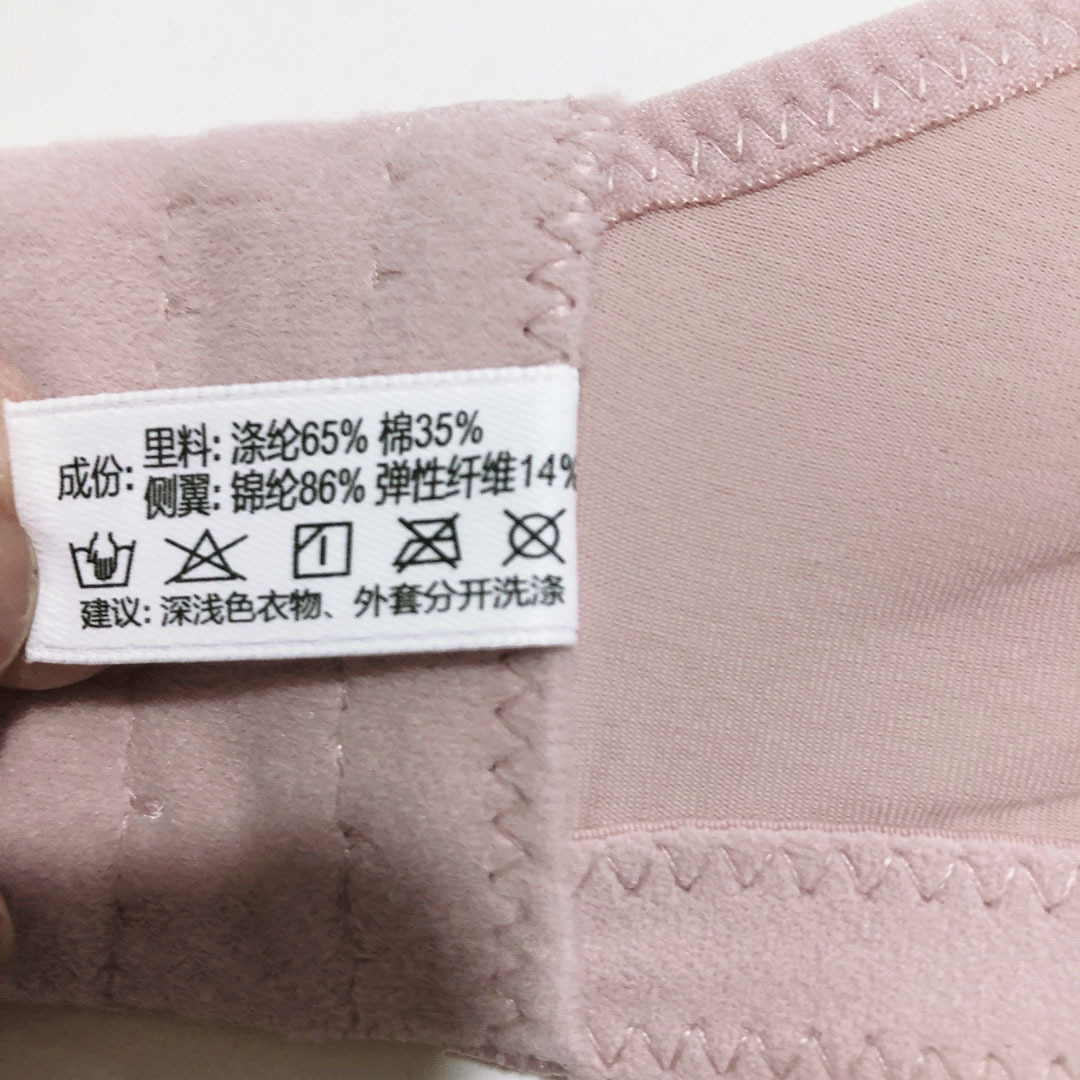 成份:
里料: 涤纶65% 棉35%
侧翼: 锦纶86% 弹性纤维14%
建议: 深浅色衣物、外套分开洗涤